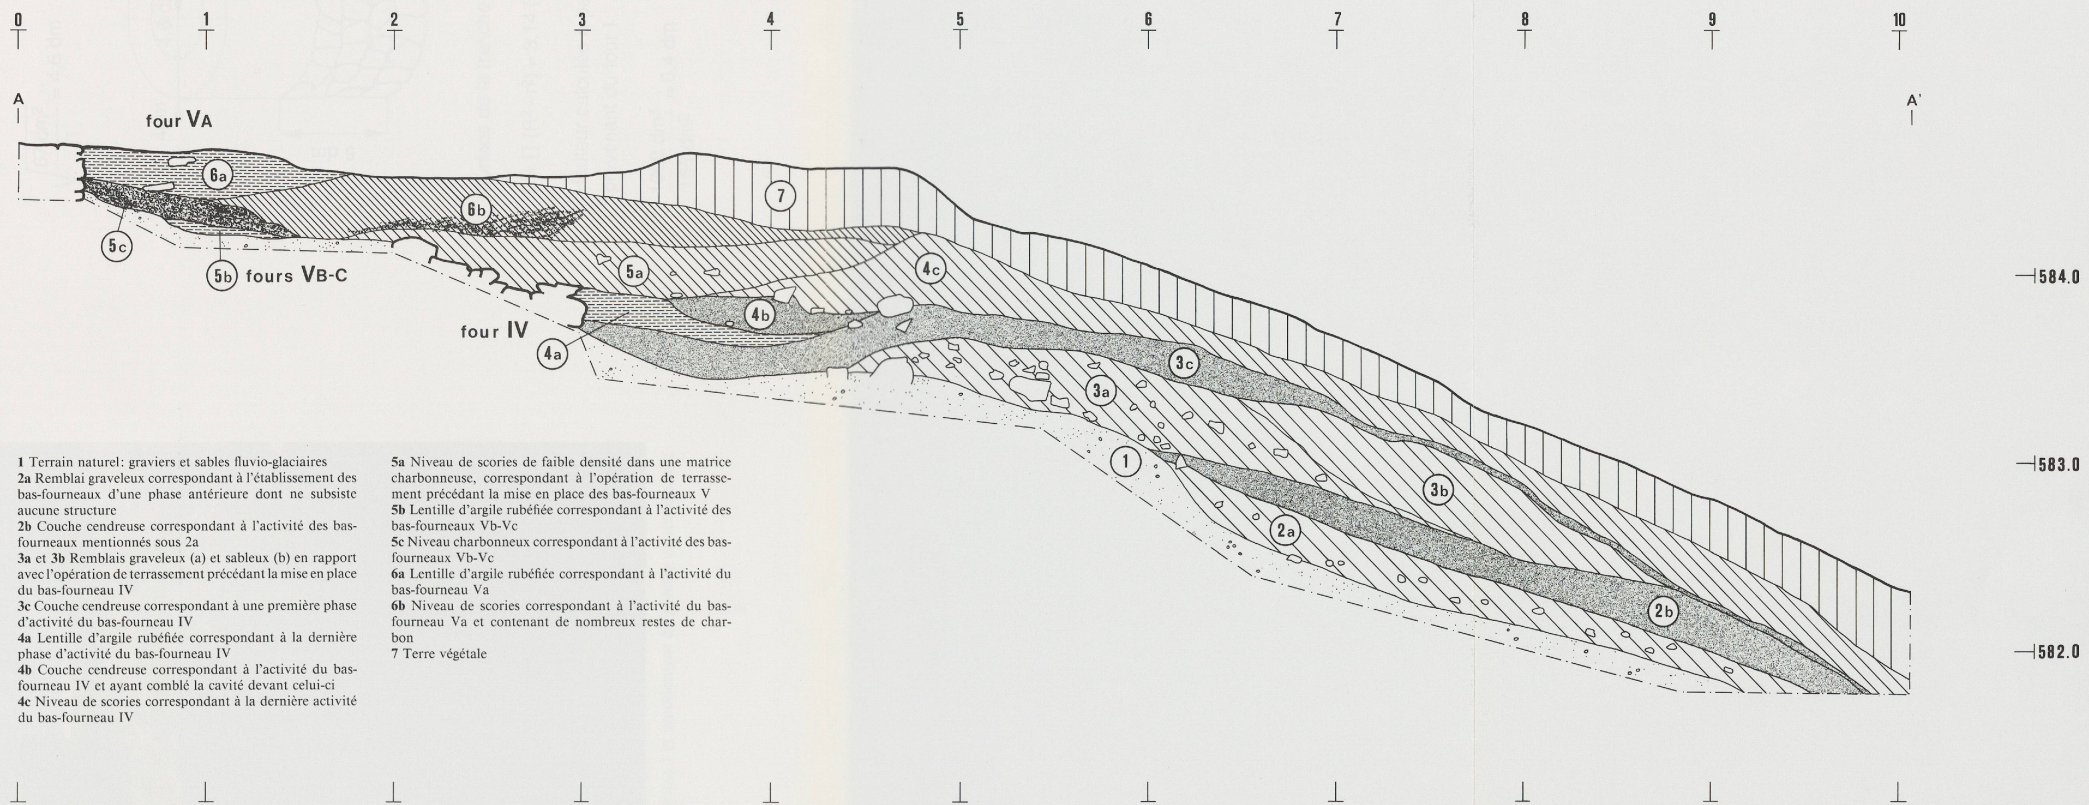 0 1 2 3 4 5 6 7 8 9 10
A
A'
four VA
6a
6b
7
5c
5b fours VB-C
5a
4c
584.0
4b
four IV
4a
3c
3a
1
583.0
3b
2a
2b
582.0
1 Terrain naturel: graviers et sables fluvio-glaciaires
2a Remblai graveleux correspondant à l'établissement des
bas-fourneaux d'une phase antérieure dont ne subsiste
aucune structure
2b Couche cendreuse correspondant à l'activité des bas-
fourneaux mentionnés sous 2a
3a et 3b Remblais graveleux (a) et sableux (b) en rapport
avec l'opération de terrassement précédant la mise en place
du bas-fourneau IV
3c Couche cendreuse correspondant à une première phase
d'activité du bas-fourneau IV
4a Lentille d'argile rubéfiée correspondant à la dernière
phase d'activité du bas-fourneau IV
4b Couche cendreuse correspondant à l'activité du bas-
fourneau IV et ayant comblé la cavité devant celui-ci
4c Niveau de scories correspondant à la dernière activité
du bas-fourneau IV
5a Niveau de scories de faible densité dans une matrice
charbonneuse, correspondant à l'opération de terrasse-
ment précédant la mise en place des bas-fourneaux V
5b Lentille d'argile rubéfiée correspondant à l'activité des
bas-fourneaux Vb-Vc
5c Niveau charbonneux correspondant à l'activité des bas-
fourneaux Vb-Vc
6a Lentille d'argile rubéfiée correspondant à l'activité du
bas-fourneau Va
6b Niveau de scories correspondant à l'activité du bas-
fourneau Va et contenant de nombreux restes de char-
bon
7 Terre végétale